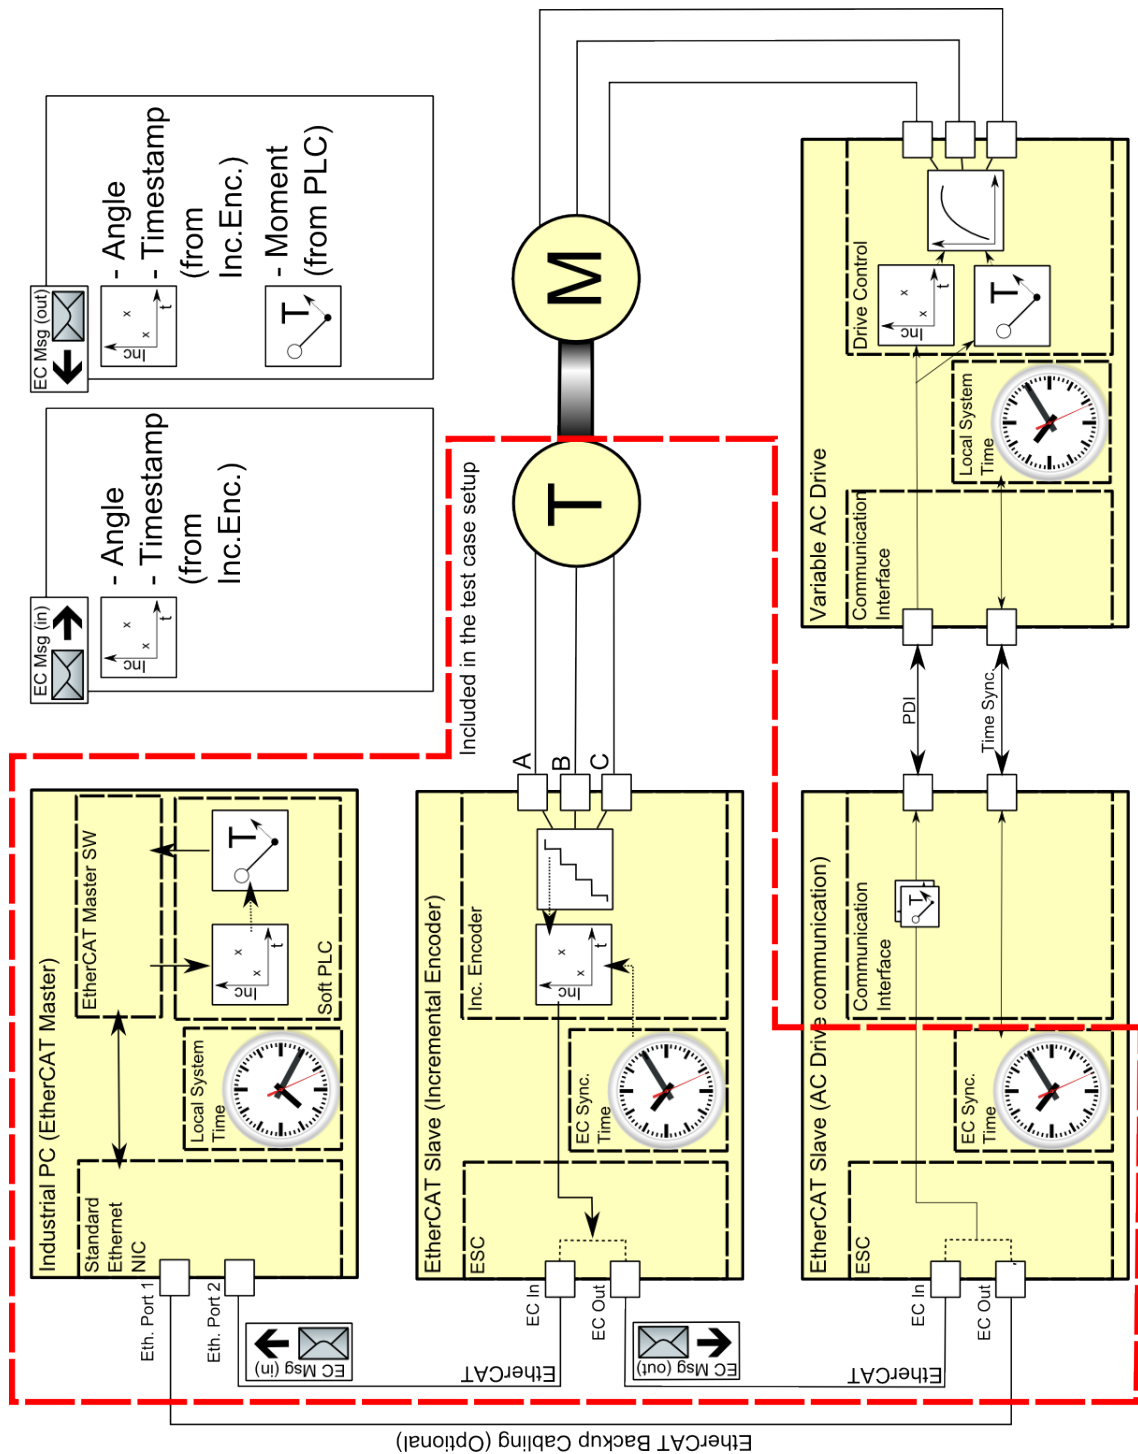 Industrial PC (EtherCAT Master)
Standard
Ethernet
NIC
Local System
Time
EtherCAT Master SW
Soft PLC
Inc
x
x
t
T
Eth. Port 1
Eth. Port 2
EC Msg (in)
EtherCAT
EtherCAT Slave (Incremental Encoder)
ESC
EC Sync.
Time
Inc. Encoder
Inc
x
x
t
A
B
C
EC In
EC Out
EC Msg (out)
EtherCAT
EtherCAT Slave (AC Drive communication)
ESC
EC Sync.
Time
Communication
Interface
T
EC In
EC Out
EtherCAT Backup Cabling (Optional)
PDI
Time Sync.
Variable AC Drive
Communication
Interface
Local System
Time
Drive Control
Inc
x
x
t
T
T
M
Included in the test case setup
EC Msg (in)
Inc
x
x
t
- Angle
- Timestamp
(from
Inc.Enc.)
EC Msg (out)
Inc
x
x
t
- Angle
- Timestamp
(from
Inc.Enc.)
T
- Moment
(from PLC)